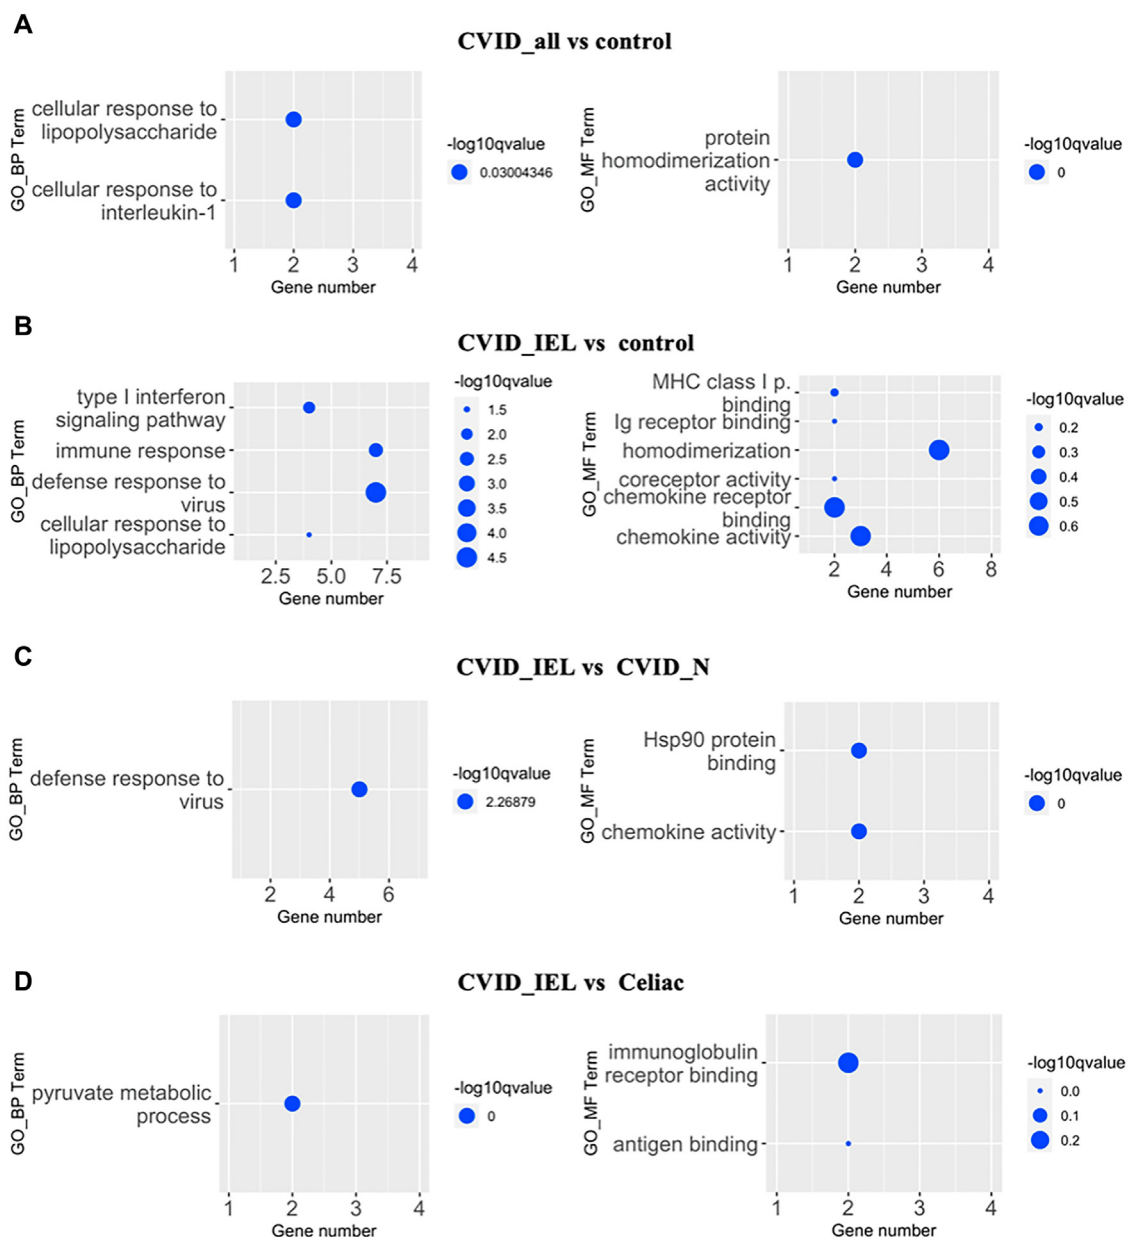 A
CVID_all vs control
GO_BP Term
cellular response to
lipopolysaccharide
cellular response to
interleukin-1
1 2 3 4
Gene number
-log10qvalue
0.03004346
GO_MF Term
protein
homodimerization
activity
1 2 3 4
Gene number
-log10qvalue
0
B
CVID_IEL vs control
GO_BP Term
type I interferon
signaling pathway
immune response
defense response to
virus
cellular response to
lipopolysaccharide
2.5 5.0 7.5
Gene number
-log10qvalue
1.5
2.0
2.5
3.0
3.5
4.0
4.5
GO_MF Term
MHC class I p.
binding
Ig receptor binding
homodimerization
coreceptor activity
chemokine receptor
binding
chemokine activity
2 4 6 8
Gene number
-log10qvalue
0.2
0.3
0.4
0.5
0.6
C
CVID_IEL vs CVID_N
GO_BP Term
defense response to
virus
2 4 6
Gene number
-log10qvalue
2.26879
GO_MF Term
Hsp90 protein
binding
chemokine activity
1 2 3 4
Gene number
-log10qvalue
0
D
CVID_IEL vs Celiac
GO_BP Term
pyruvate metabolic
process
1 2 3 4
Gene number
-log10qvalue
0
GO_MF Term
immunoglobulin
receptor binding
antigen binding
1 2 3 4
Gene number
-log10qvalue
0.0
0.1
0.2